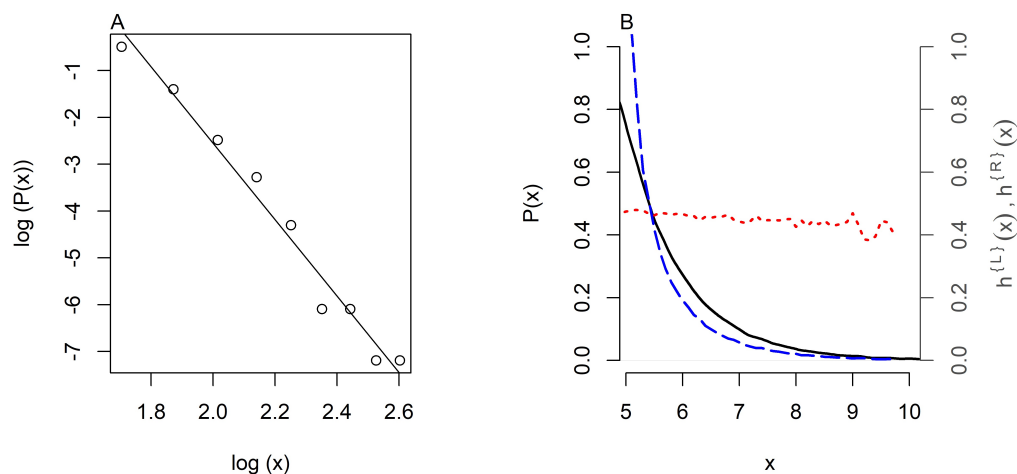 A
log (P(x))
-1
-2
-3
-4
-5
-6
-7
1.8 2.0 2.2 2.4 2.6
log (x)
B
P(x)
1.0
0.8
0.6
0.4
0.2
0.0
1.0
0.8
0.6
0.4
0.2
0.0
h^{L}(x) , h^{R}(x)
5 6 7 8 9 10
x